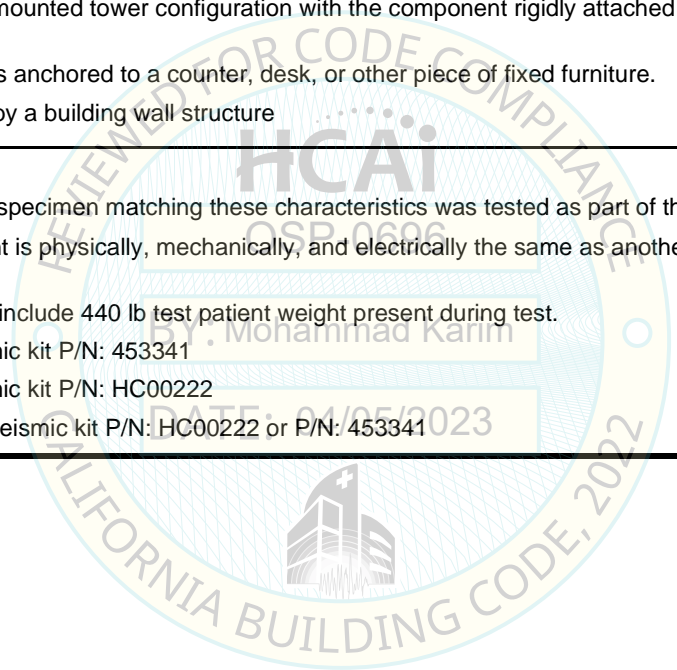 mounted tower configuration with the component rigidly attached
s anchored to a counter, desk, or other piece of fixed furniture.
by a building wall structure
REVIEWED FOR CODE COMPLIANCE
HCAi
specimen matching these characteristics was tested as part of th
OSP 0696
t is physically, mechanically, and electrically the same as anothe
include 440 lb test patient weight present during test.
BY: Mohammad Karim
nic kit P/N: 453341
nic kit P/N: HC00222
eismic kit P/N: HC00222 or P/N: 453341
DATE: 04/05/2023
CALIFORNIA BUILDING CODE, 2022